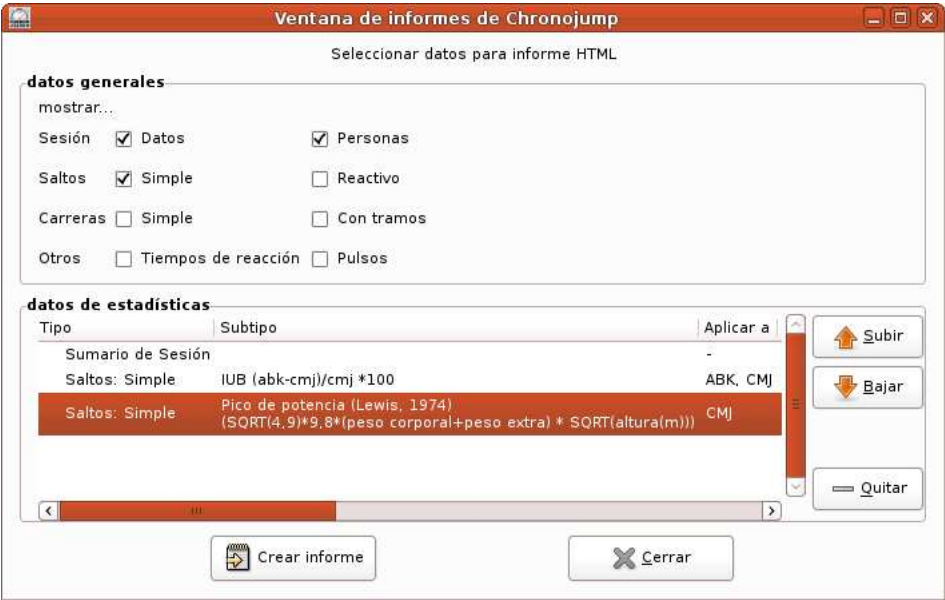 Ventana de informes de Chronojump
Seleccionar datos para informe HTML
datos generales
mostrar...
Sesión Datos Personas
Saltos Simple Reactivo
Carreras Simple Con tramos
Otros Tiempos de reacción Pulsos
datos de estadísticas
Tipo Subtipo Aplicar a
Sumario de Sesión -
Saltos: Simple IUB (abk-cmj)/cmj *100 ABK, CMJ
Saltos: Simple Pico de potencia (Lewis, 1974) CMJ
(SQRT(4,9)*9,8*(peso corporal+peso extra) * SQRT(altura(m)))
Subir
Bajar
Quitar
Crear informe Cerrar